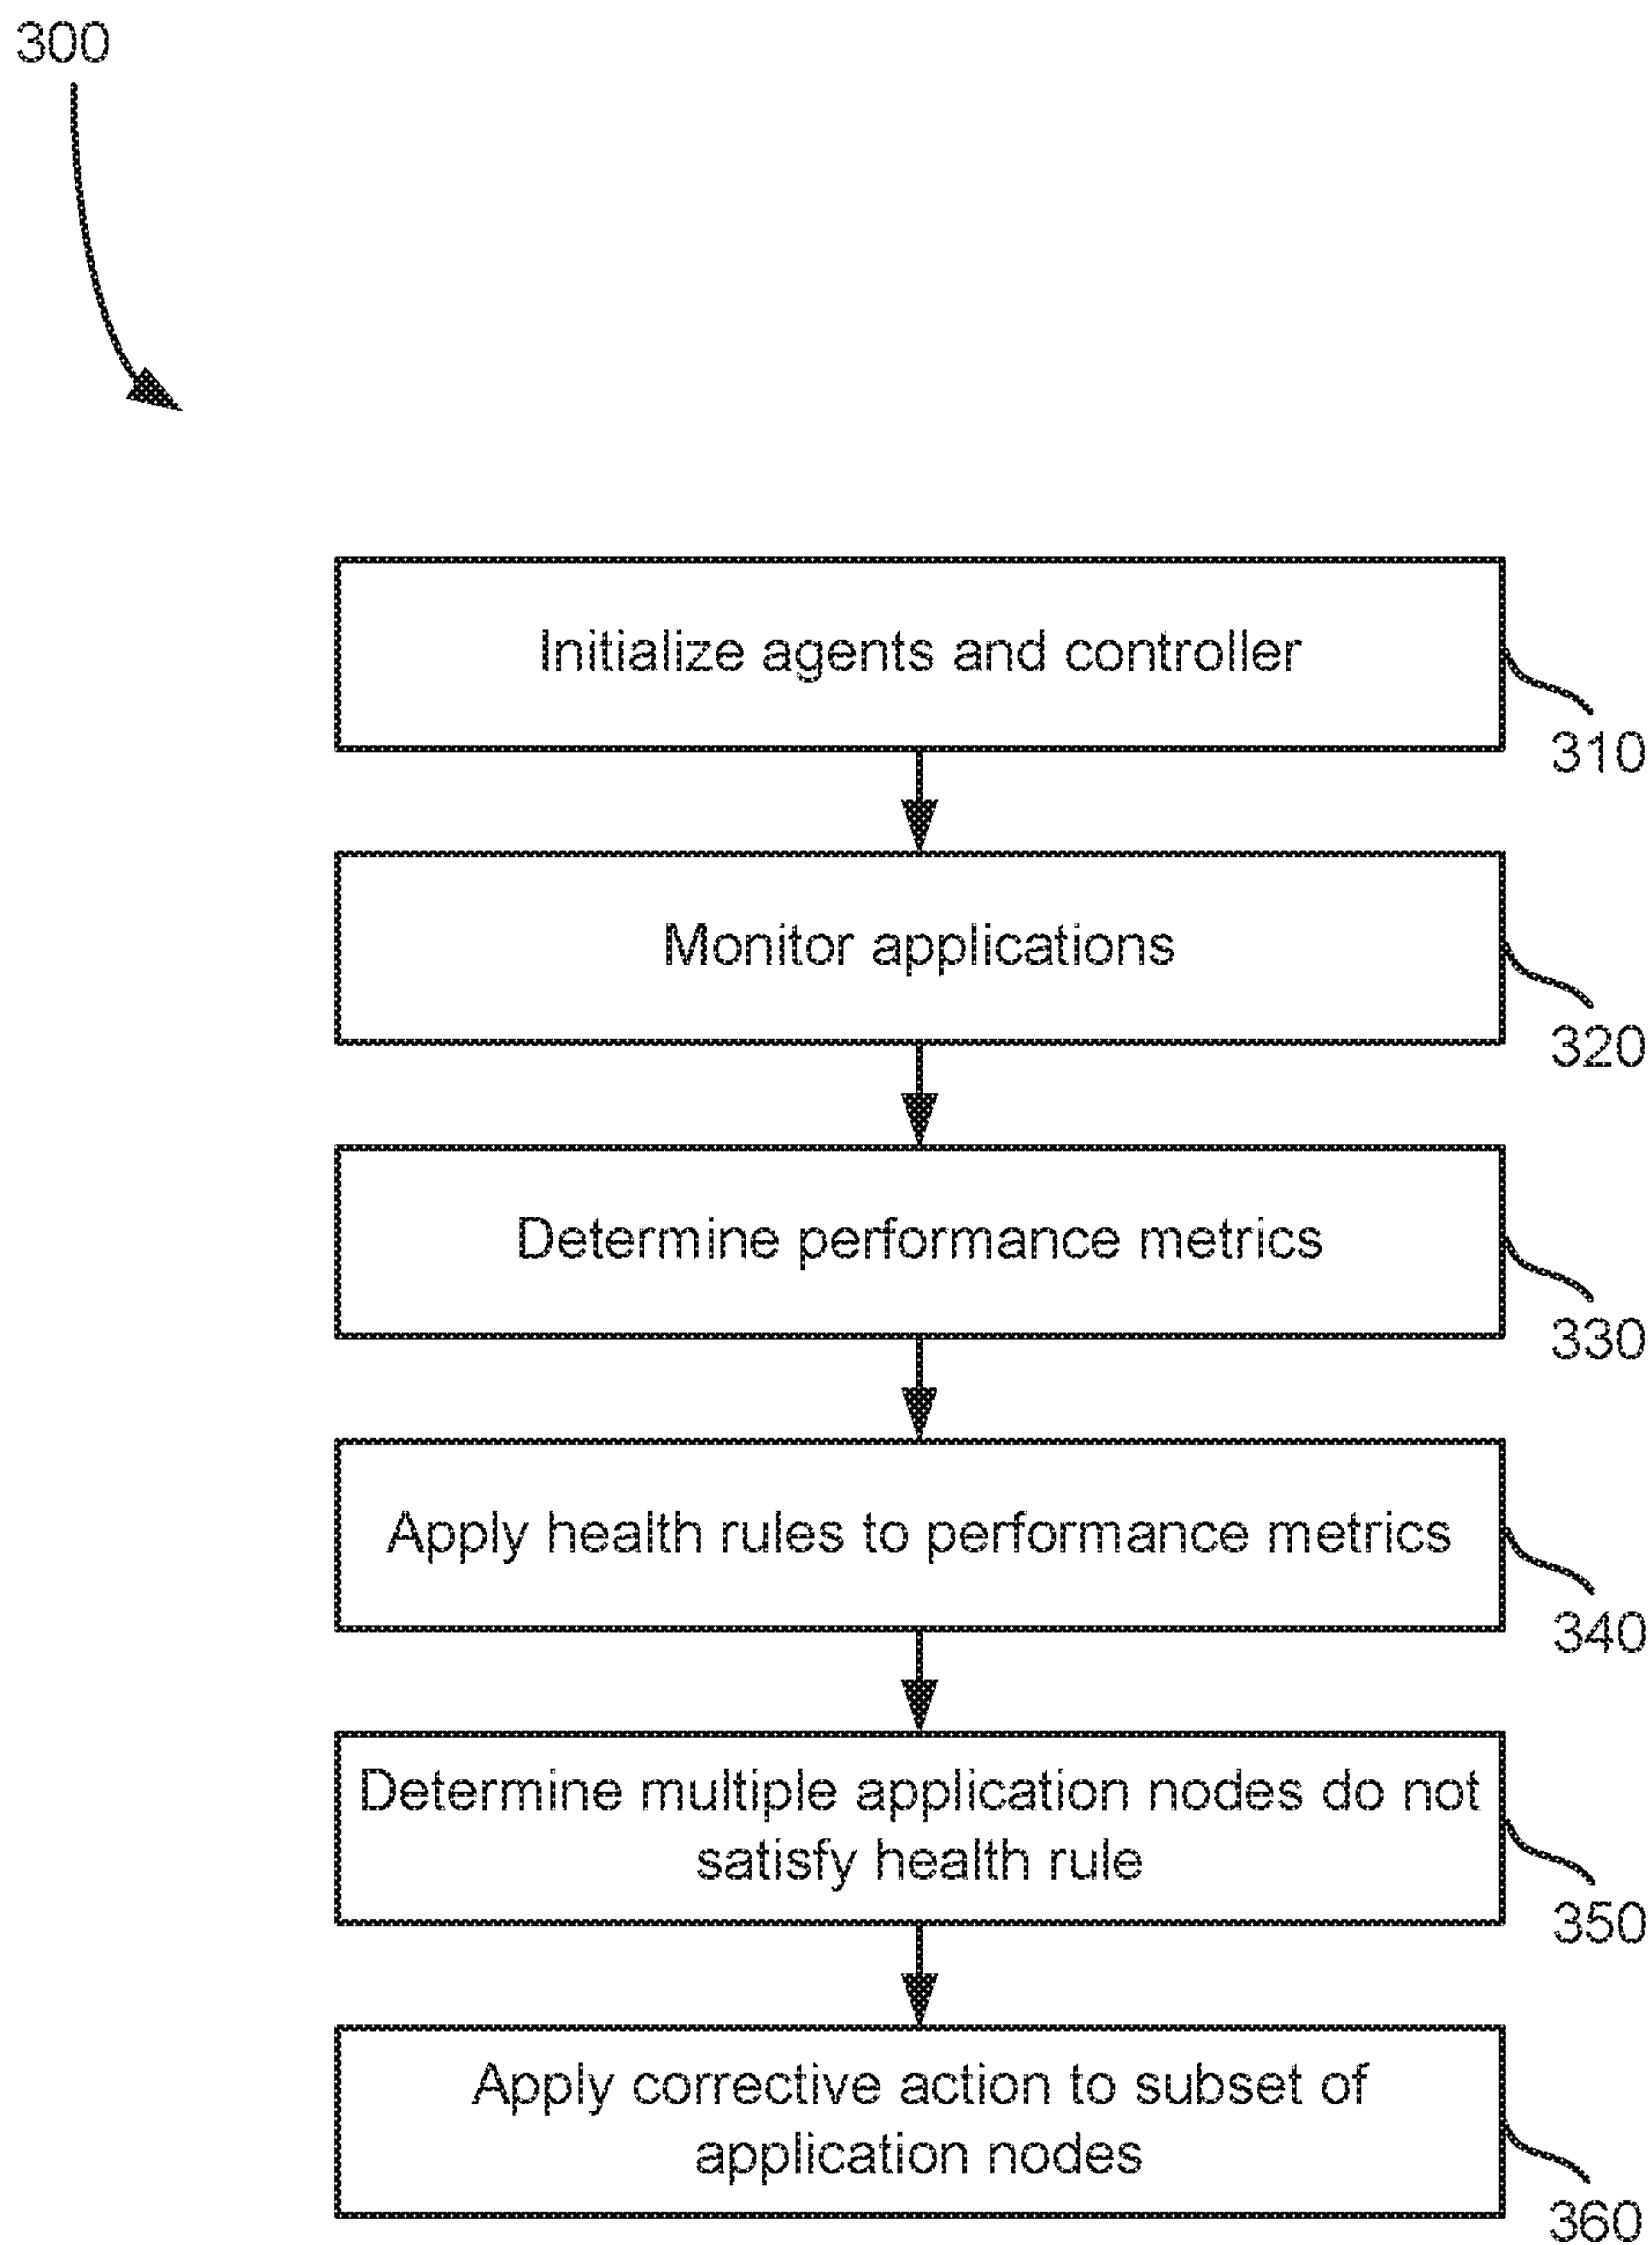 300
Initialize agents and controller
310
Monitor applications
320
Determine performance metrics
330
Apply health rules to performance metrics
340
Determine multiple application nodes do not
satisfy health rule
350
Apply corrective action to subset of
application nodes
360